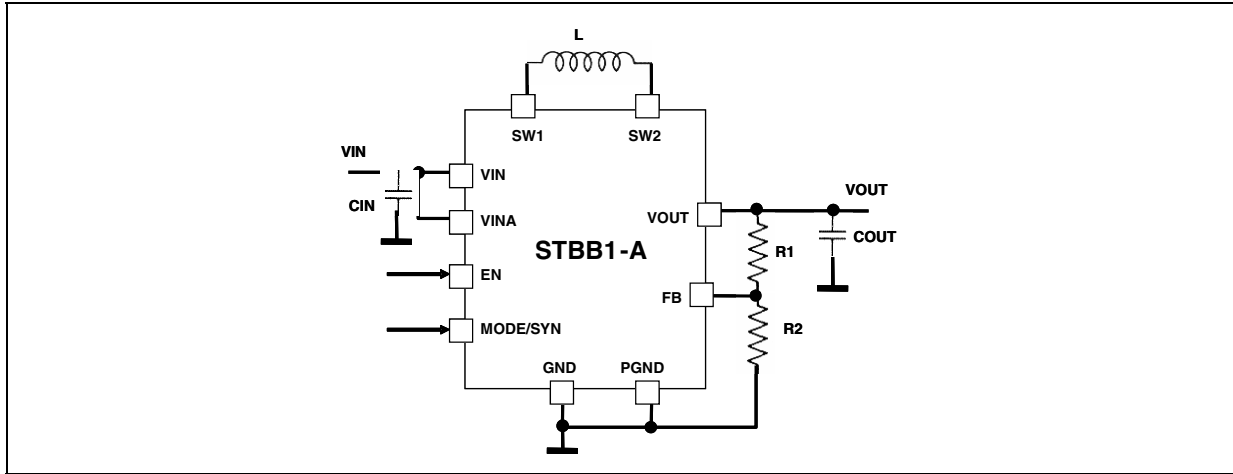 L
SW1
SW2
VIN
VIN
CIN
VINA
VOUT
VOUT
STBB1-A
COUT
R1
EN
FB
MODE/SYN
R2
GND
PGND